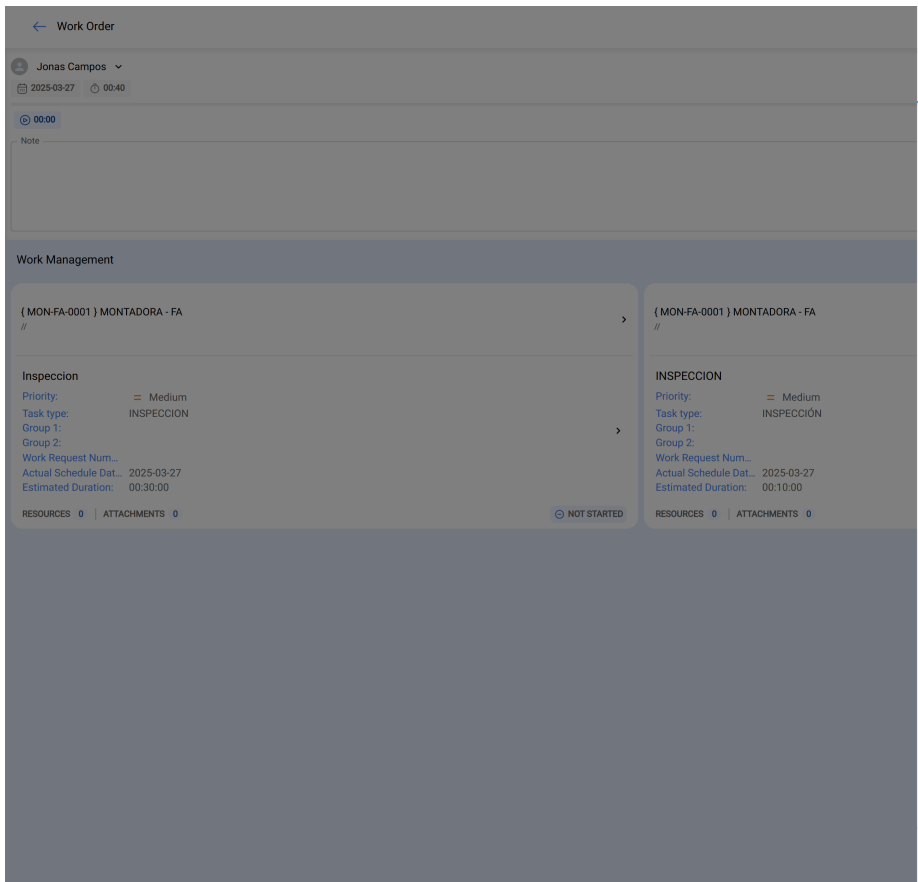 Work Order
Jonas Campos
2025-03-27 00:40
00:00
Note
Work Management
{ MON-FA-0001 } MONTADORA - FA
//
Inspeccion
Priority: Medium
Task type: INSPECCION
Group 1:
Group 2:
Work Request Num...
Actual Schedule Dat... 2025-03-27
Estimated Duration: 00:30:00
RESOURCES 0 | ATTACHMENTS 0 NOT STARTED
{ MON-FA-0001 } MONTADORA - FA
//
INSPECCION
Priority: Medium
Task type: INSPECCIÓN
Group 1:
Group 2:
Work Request Num...
Actual Schedule Dat... 2025-03-27
Estimated Duration: 00:10:00
RESOURCES 0 | ATTACHMENTS 0